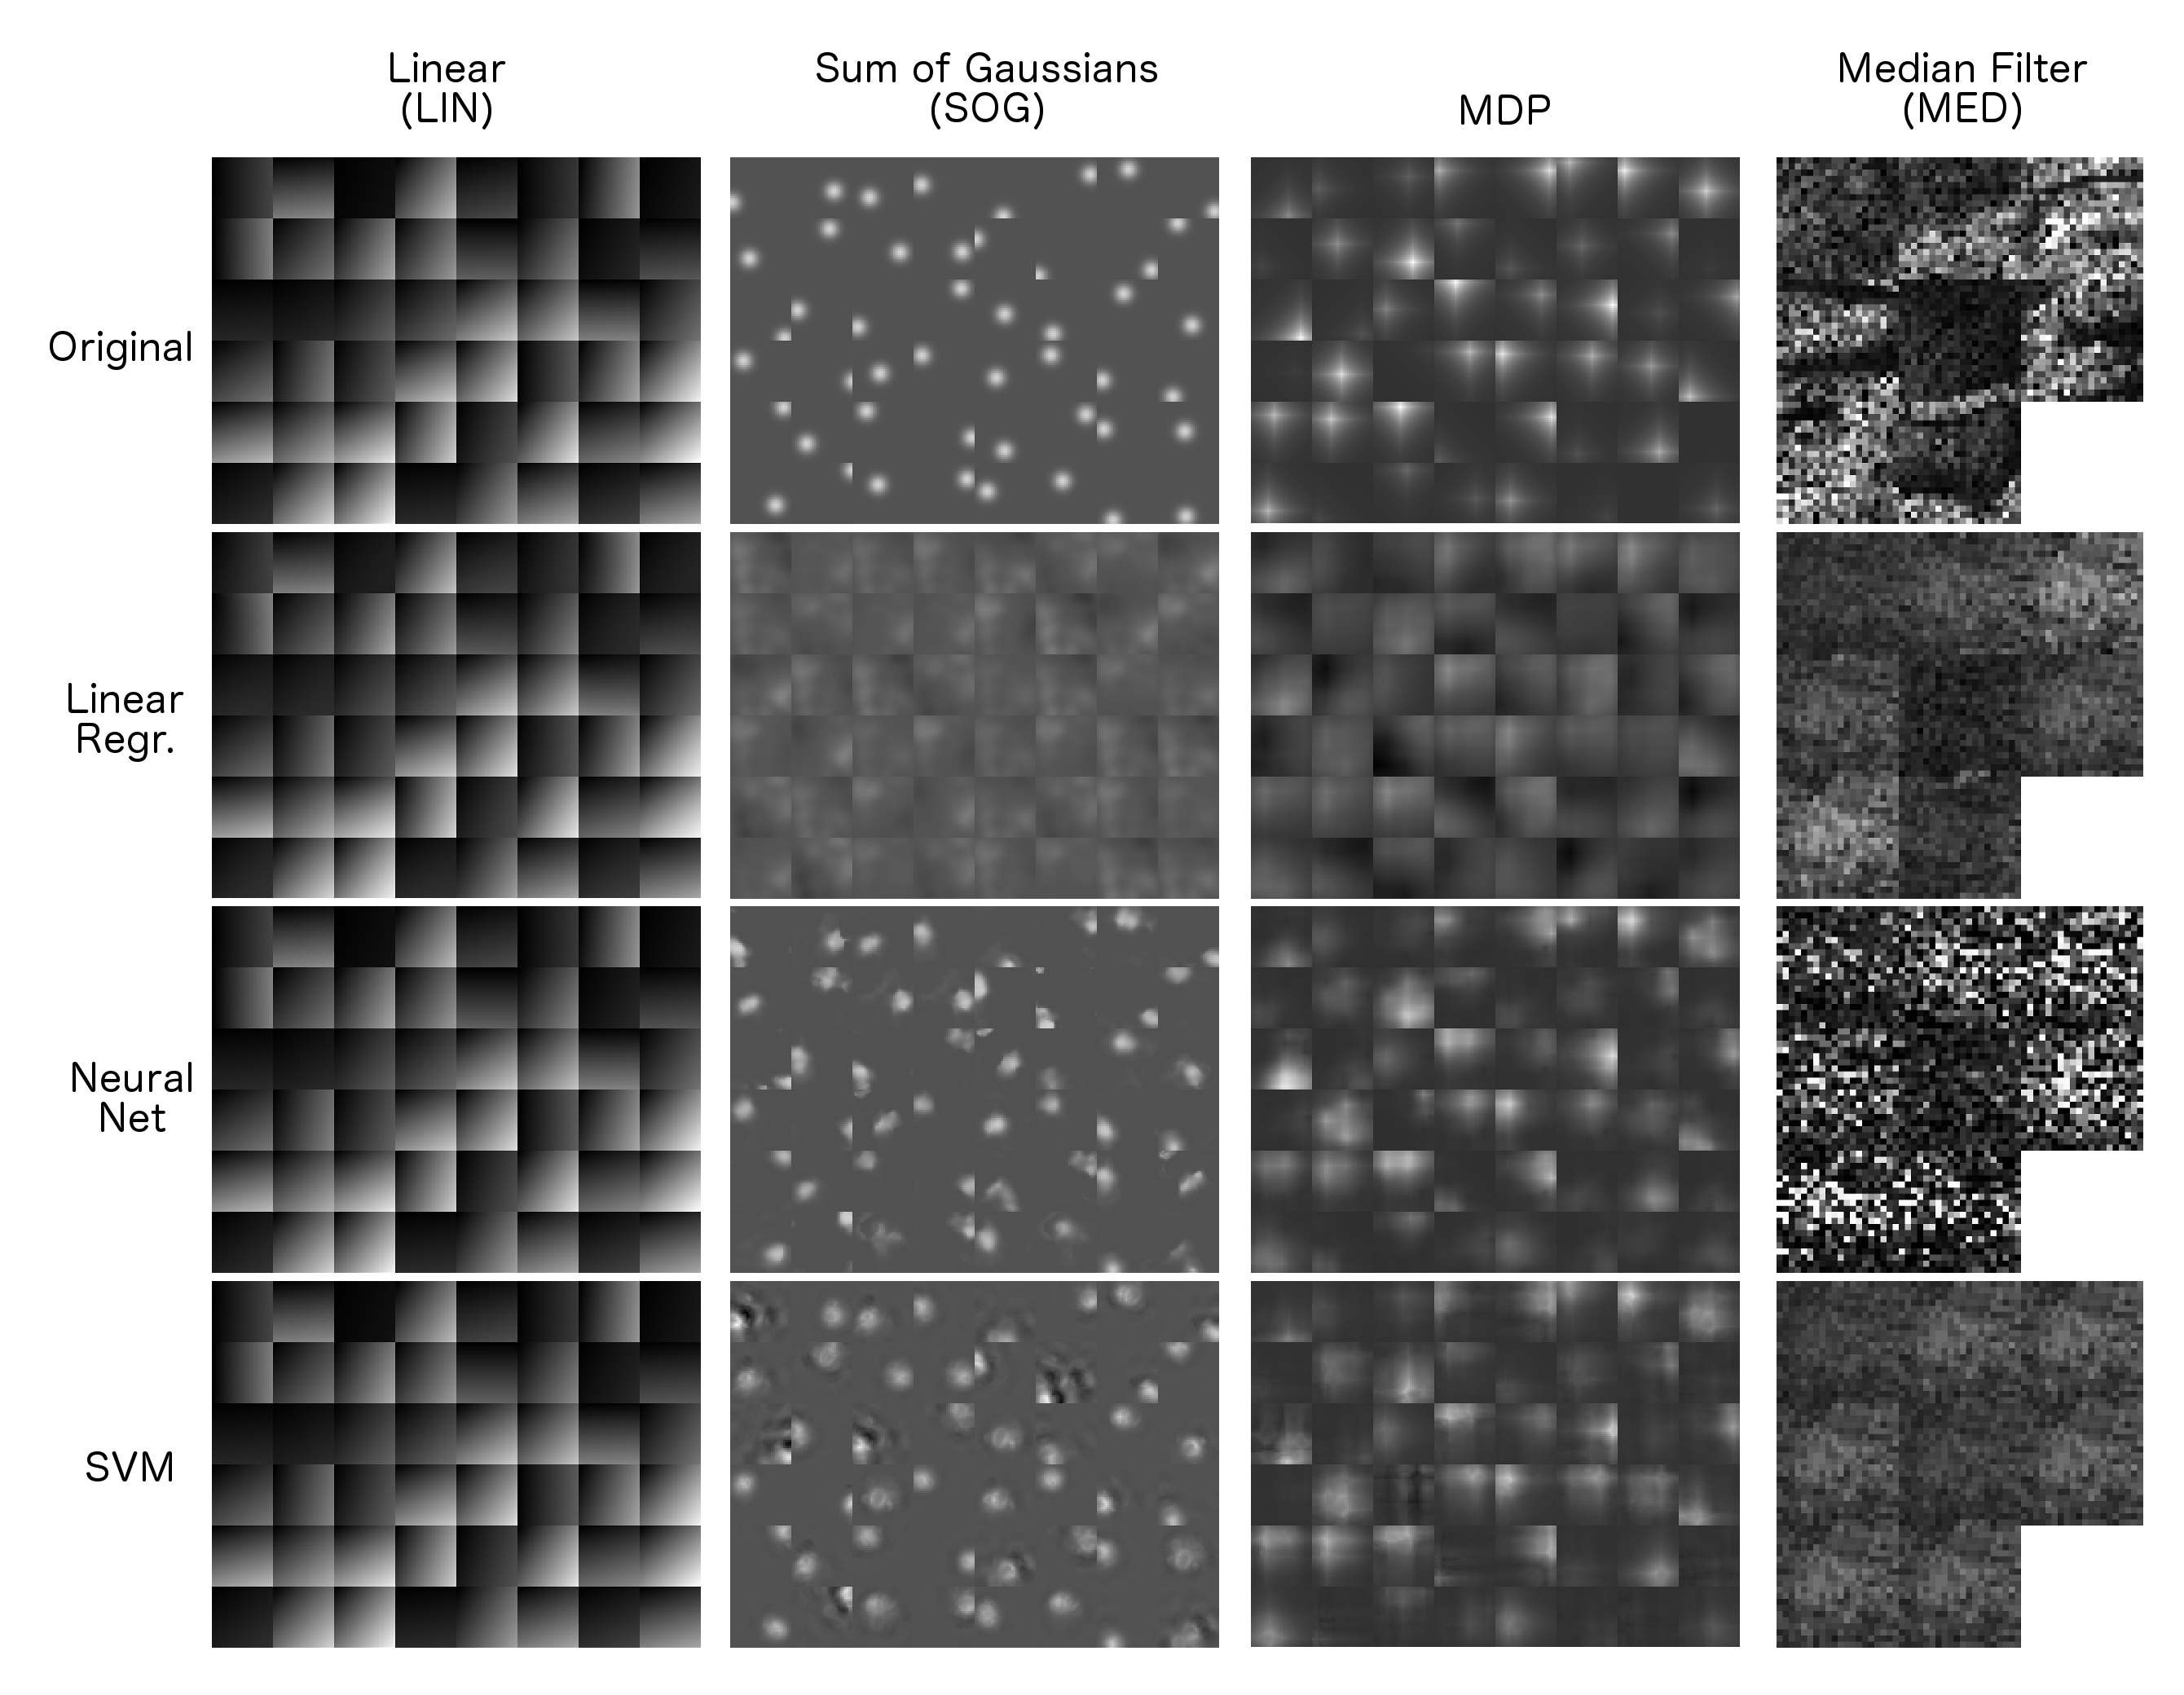 Linear
(LIN)
Sum of Gaussians
(SOG)
MDP
Median Filter
(MED)
Original
Linear
Regr.
Neural
Net
SVM